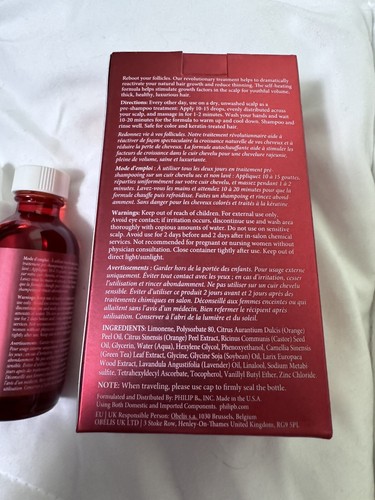 Reboot your follicles. Our revolutionary treatment helps to dramatically
reactivate your natural hair growth and reduce thinning. The self-heating
formula helps stimulate growth factors in the scalp for youthful volume,
thick, healthy, luxurious hair.
Directions: Every other day, use on a dry, unwashed scalp as a
pre-shampoo treatment: Apply 10-15 drops, evenly distributed across
your scalp, and massage in for 1-2 minutes. Wash your hands and wait
10-20 minutes for the formula to warm up and cool down. Shampoo and
rinse well. Safe for color and keratin-treated hair.
Redonnez vie à vos follicules. Notre traitement révolutionnaire aide à
réactiver de façon spectaculaire la croissance naturelle de vos cheveux et à
réduire la perte de cheveux. La formule autochauffante aide à stimuler les
facteurs de croissance dans le cuir chevelu pour une chevelure rajeunie,
pleine de volume, saine et luxuriante.
Mode d'emploi : À utiliser tous les deux jours en traitement pré-
shampooing sur un cuir chevelu sec et non lavé : Appliquez 10 à 15 gouttes,
réparties uniformément sur votre cuir chevelu, et massez pendant 1 à 2
minutes. Lavez-vous les mains et attendez 10 à 20 minutes pour que la
formule chauffe puis refroidisse. Faites un shampooing et rincez abond-
amment. Sans danger pour les cheveux colorés et traités à la kératine
Warnings: Keep out of reach of children. For external use only.
Avoid eye contact; if irritation occurs, discontinue use and wash area
thoroughly with copious amounts of water. Do not use on sensitive
scalp. Avoid use for 2 days before and 2 days after in-salon chemical
services. Not recommended for pregnant or nursing women without
physician consultation. Close container tightly after use. Keep out of
direct light/sunlight.
Avertissements : Garder hors de la portée des enfants. Pour usage externe
uniquement. Éviter tout contact avec les yeux ; en cas d'irritation, cesser
l'utilisation et rincer abondamment. Ne pas utiliser sur un cuir chevelu
sensible. Éviter d'utiliser ce produit 2 jours avant et 2 jours après des
traitements chimiques en salon. Déconseillé aux femmes enceintes ou qui
allaitent sans l'avis d'un médecin. Bien refermer le récipient après
utilisation. Conserver à l'abri de la lumière et du soleil.
INGREDIENTS: Limonene, Polysorbate 80, Citrus Aurantium Dulcis (Orange)
Peel Oil, Citrus Sinensis (Orange) Peel Extract, Ricinus Communis (Castor) Seed
Oil, Glycerin, Water (Aqua), Hexylene Glycol, Phenoxyethanol, Camellia Sinensis
(Green Tea) Leaf Extract, Glycine, Glycine Soja (Soybean) Oil, Larix Europaea
Wood Extract, Lavandula Angustifolia (Lavender) Oil, Linalool, Sodium Metabi-
sulfite, Tetrahexyldecyl Ascorbate, Tocopherol, Vanillyl Butyl Ether, Zinc Chloride.
NOTE: When traveling, please use cap to firmly seal the bottle.
Formulated and Distributed By: PHILIP B., INC. Made in the U.S.A.
Using Both Domestic and Imported Components. philipb.com
EU | UK Responsible Person: Obelis s.a. 1030 Brussels, Belgium
OBELIS UK LTD | 3 Stoke Row, Henley-On-Thames United Kingdom, RG9 5PL